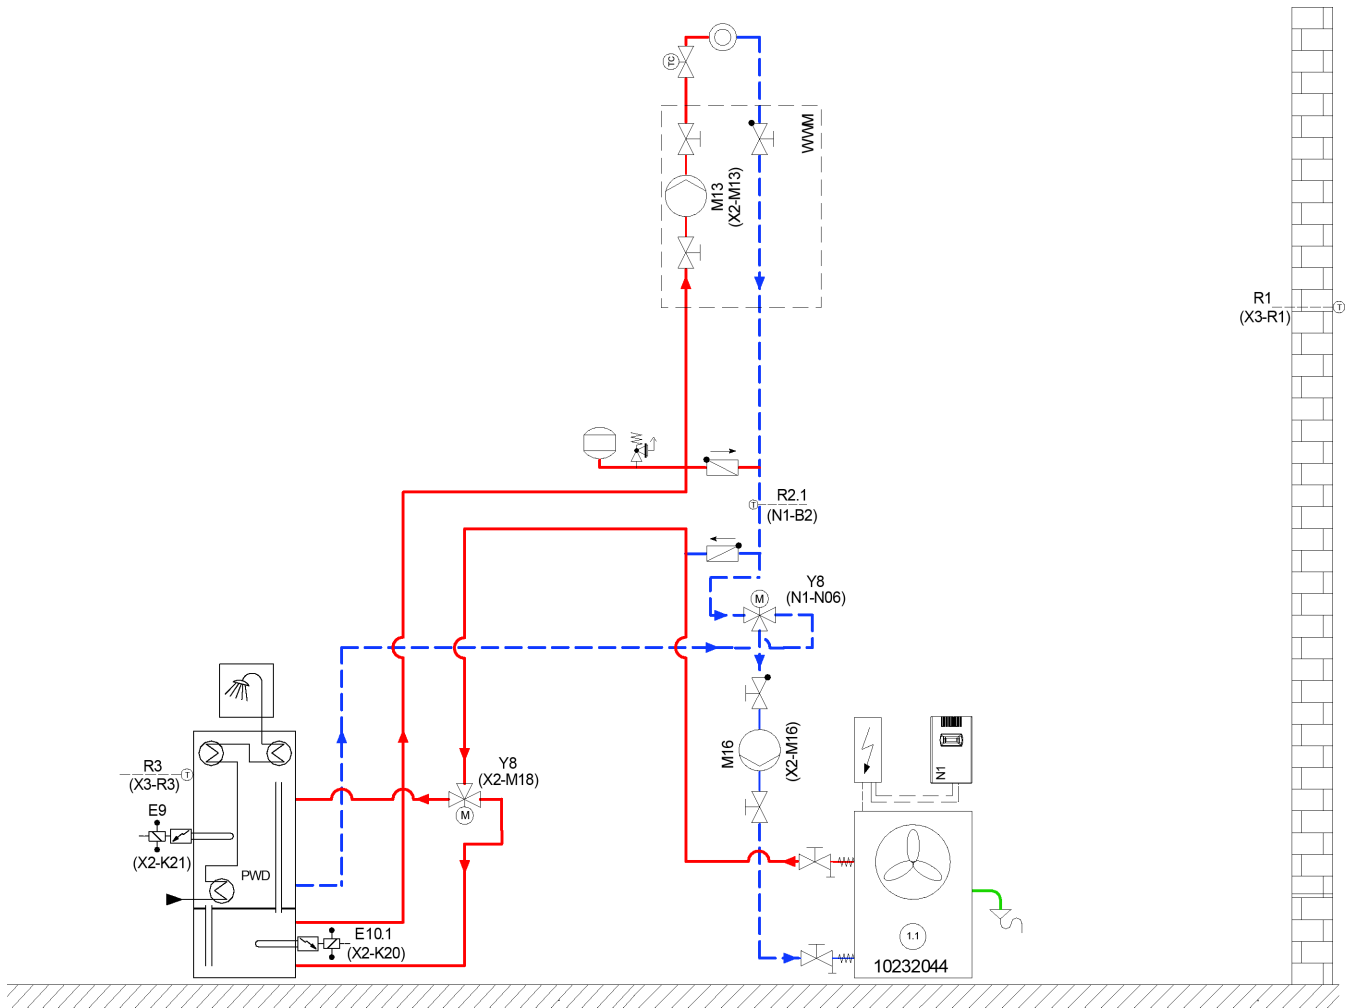 TC
WWM
M13
(X2-M13)
R1
(X3-R1)
T
R2.1
(N1-B2)
T
Y8
(N1-N06)
M
M16
(X2-M16)
N1
R3
(X3-R3)
T
Y8
(X2-M18)
M
E9
(X2-K21)
PWD
E10.1
(X2-K20)
1.1
10232044